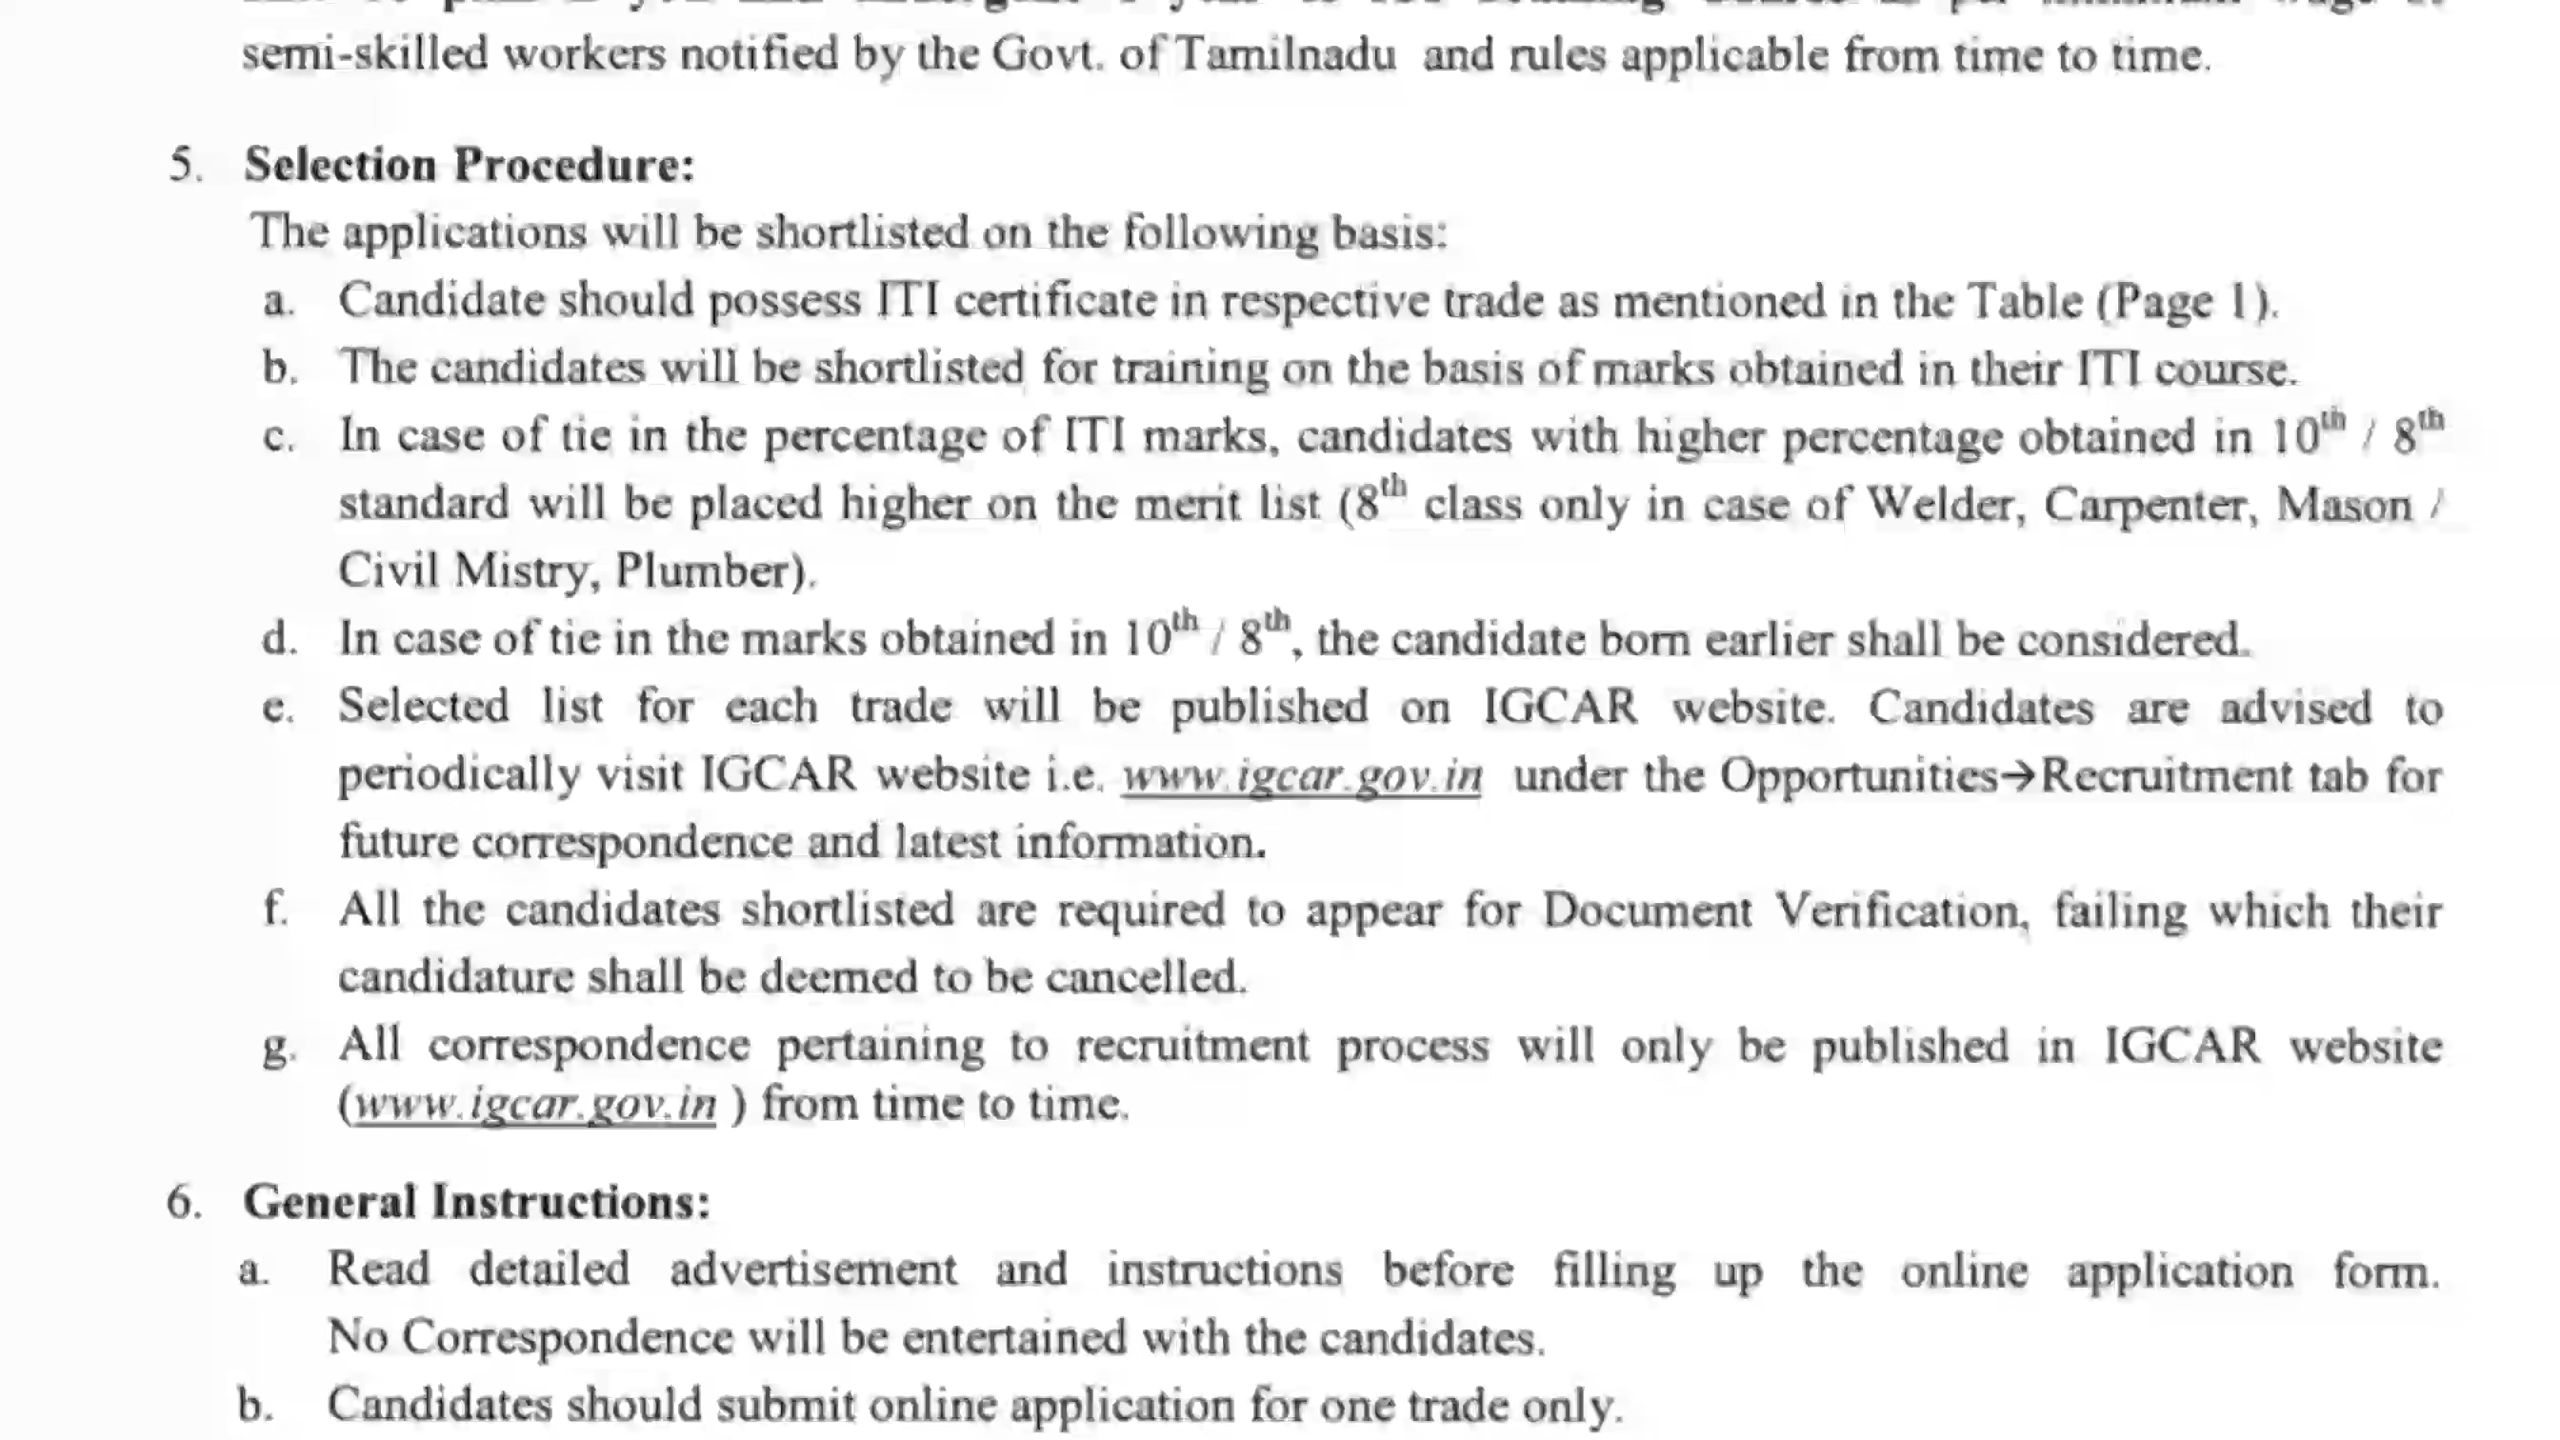 semi-skilled workers notified by the Govt. of Tamilnadu and rules applicable from time to time.
5. Selection Procedure:
The applications will be shortlisted on the following basis:
a. Candidate should possess ITI certificate in respective trade as mentioned in the Table (Page 1).
b. The candidates will be shortlisted for training on the basis of marks obtained in their ITI course.
c. In case of tie in the percentage of ITI marks, candidates with higher percentage obtained in 10th / 8th
standard will be placed higher on the merit list (8th class only in case of Welder, Carpenter, Mason /
Civil Mistry, Plumber).
d. In case of tie in the marks obtained in 10th / 8th, the candidate born earlier shall be considered.
e. Selected list for each trade will be published on IGCAR website. Candidates are advised to
periodically visit IGCAR website i.e. www.igcar.gov.in under the Opportunities→Recruitment tab for
future correspondence and latest information.
f. All the candidates shortlisted are required to appear for Document Verification, failing which their
candidature shall be deemed to be cancelled.
g. All correspondence pertaining to recruitment process will only be published in IGCAR website
(www.igcar.gov.in ) from time to time.
6. General Instructions:
a. Read detailed advertisement and instructions before filling up the online application form.
No Correspondence will be entertained with the candidates.
b. Candidates should submit online application for one trade only.